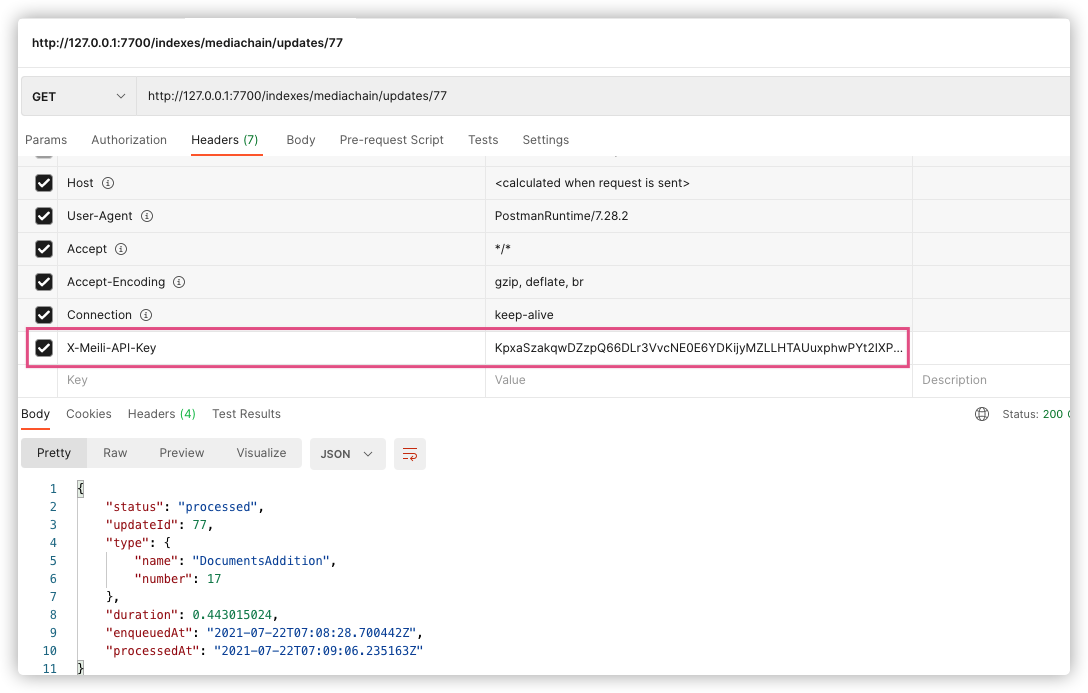 http://127.0.0.1:7700/indexes/mediachain/updates/77
GET http://127.0.0.1:7700/indexes/mediachain/updates/77
Params Authorization Headers (7) Body Pre-request Script Tests Settings
Host <calculated when request is sent>
User-Agent PostmanRuntime/7.28.2
Accept */*
Accept-Encoding gzip, deflate, br
Connection keep-alive
X-Meili-API-Key KpxaSzakqwDZzpQ66DLr3VvcNE0E6YDKijyMZLLHTAUuxphwPYt2IXP...
Key Value Description
Body Cookies Headers (4) Test Results Status: 200
Pretty Raw Preview Visualize JSON
1 {
2 "status": "processed",
3 "updateId": 77,
4 "type": {
5 "name": "DocumentsAddition",
6 "number": 17
7 },
8 "duration": 0.443015024,
9 "enqueuedAt": "2021-07-22T07:08:28.700442Z",
10 "processedAt": "2021-07-22T07:09:06.235163Z"
11 }